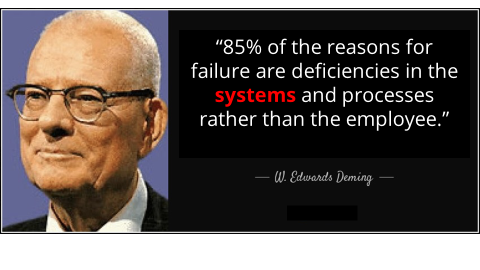 “85% of the reasons for
failure are deficiencies in the
systems and processes
rather than the employee.”
— W. Edwards Deming —